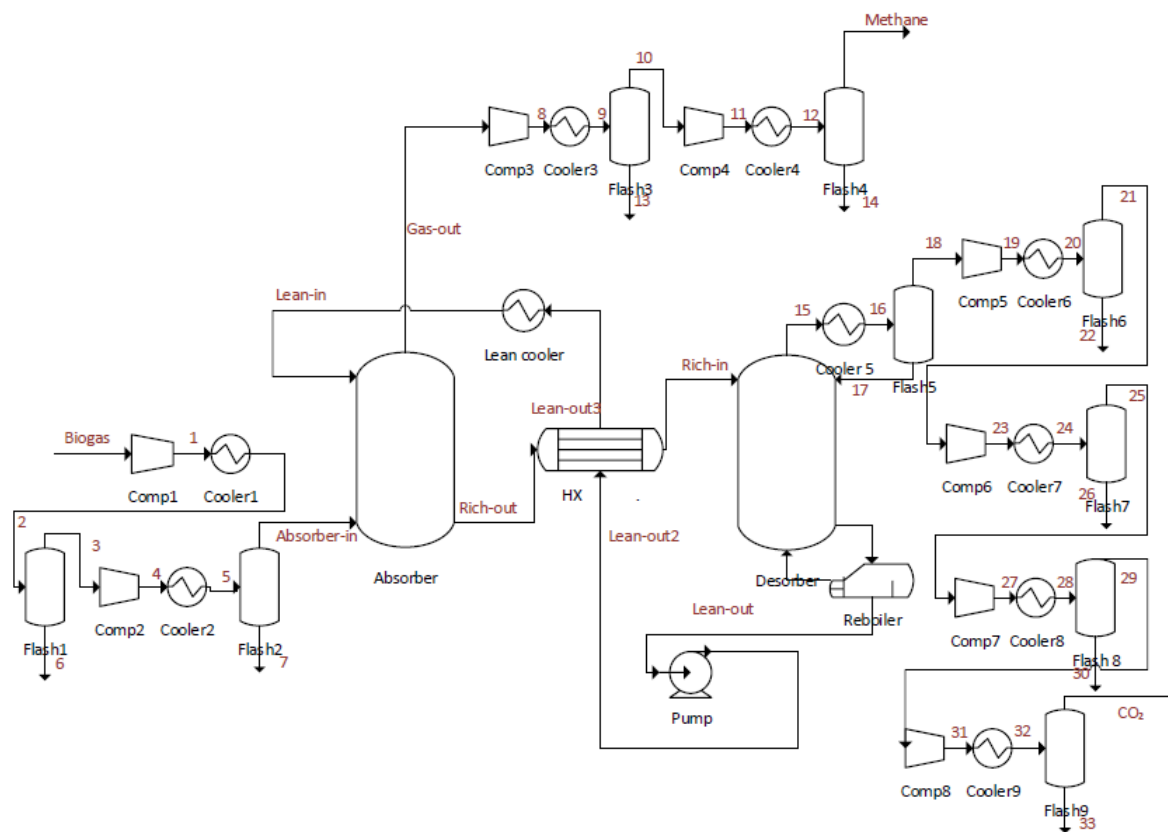 Methane
10
8
9
11
12
Comp3
Cooler3
Flash3
13
Comp4
Cooler4
Flash4
14
21
Gas-out
18
19
20
Comp5
Cooler6
Flash6
22
Lean-in
15
16
Lean cooler
Rich-in
Cooler 5
Flash5
17
25
Lean-out3
23
24
Biogas
1
Comp6
Cooler7
Flash7
26
Comp1
Cooler1
Rich-out
HX
.
2
3
Absorber-in
Lean-out2
4
5
Absorber
Desorber
27
28
29
Lean-out
Reboiler
Comp2
Cooler2
Flash1
6
Flash2
7
Comp7
Cooler8
Flash 8
30
Pump
CO₂
31
32
Comp8
Cooler9
Flash9
33